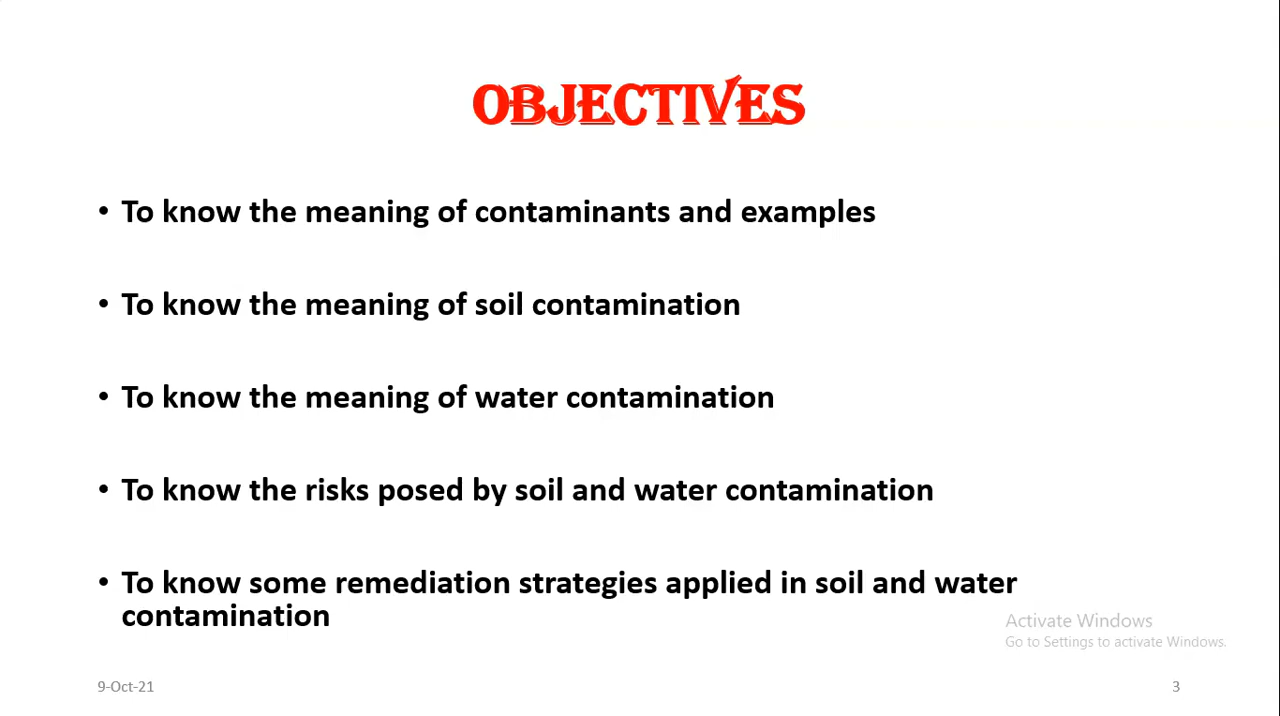 OBJECTIVES
• To know the meaning of contaminants and examples
• To know the meaning of soil contamination
• To know the meaning of water contamination
• To know the risks posed by soil and water contamination
• To know some remediation strategies applied in soil and water
contamination
Activate Windows
Go to Settings to activate Windows.
9-Oct-21
3